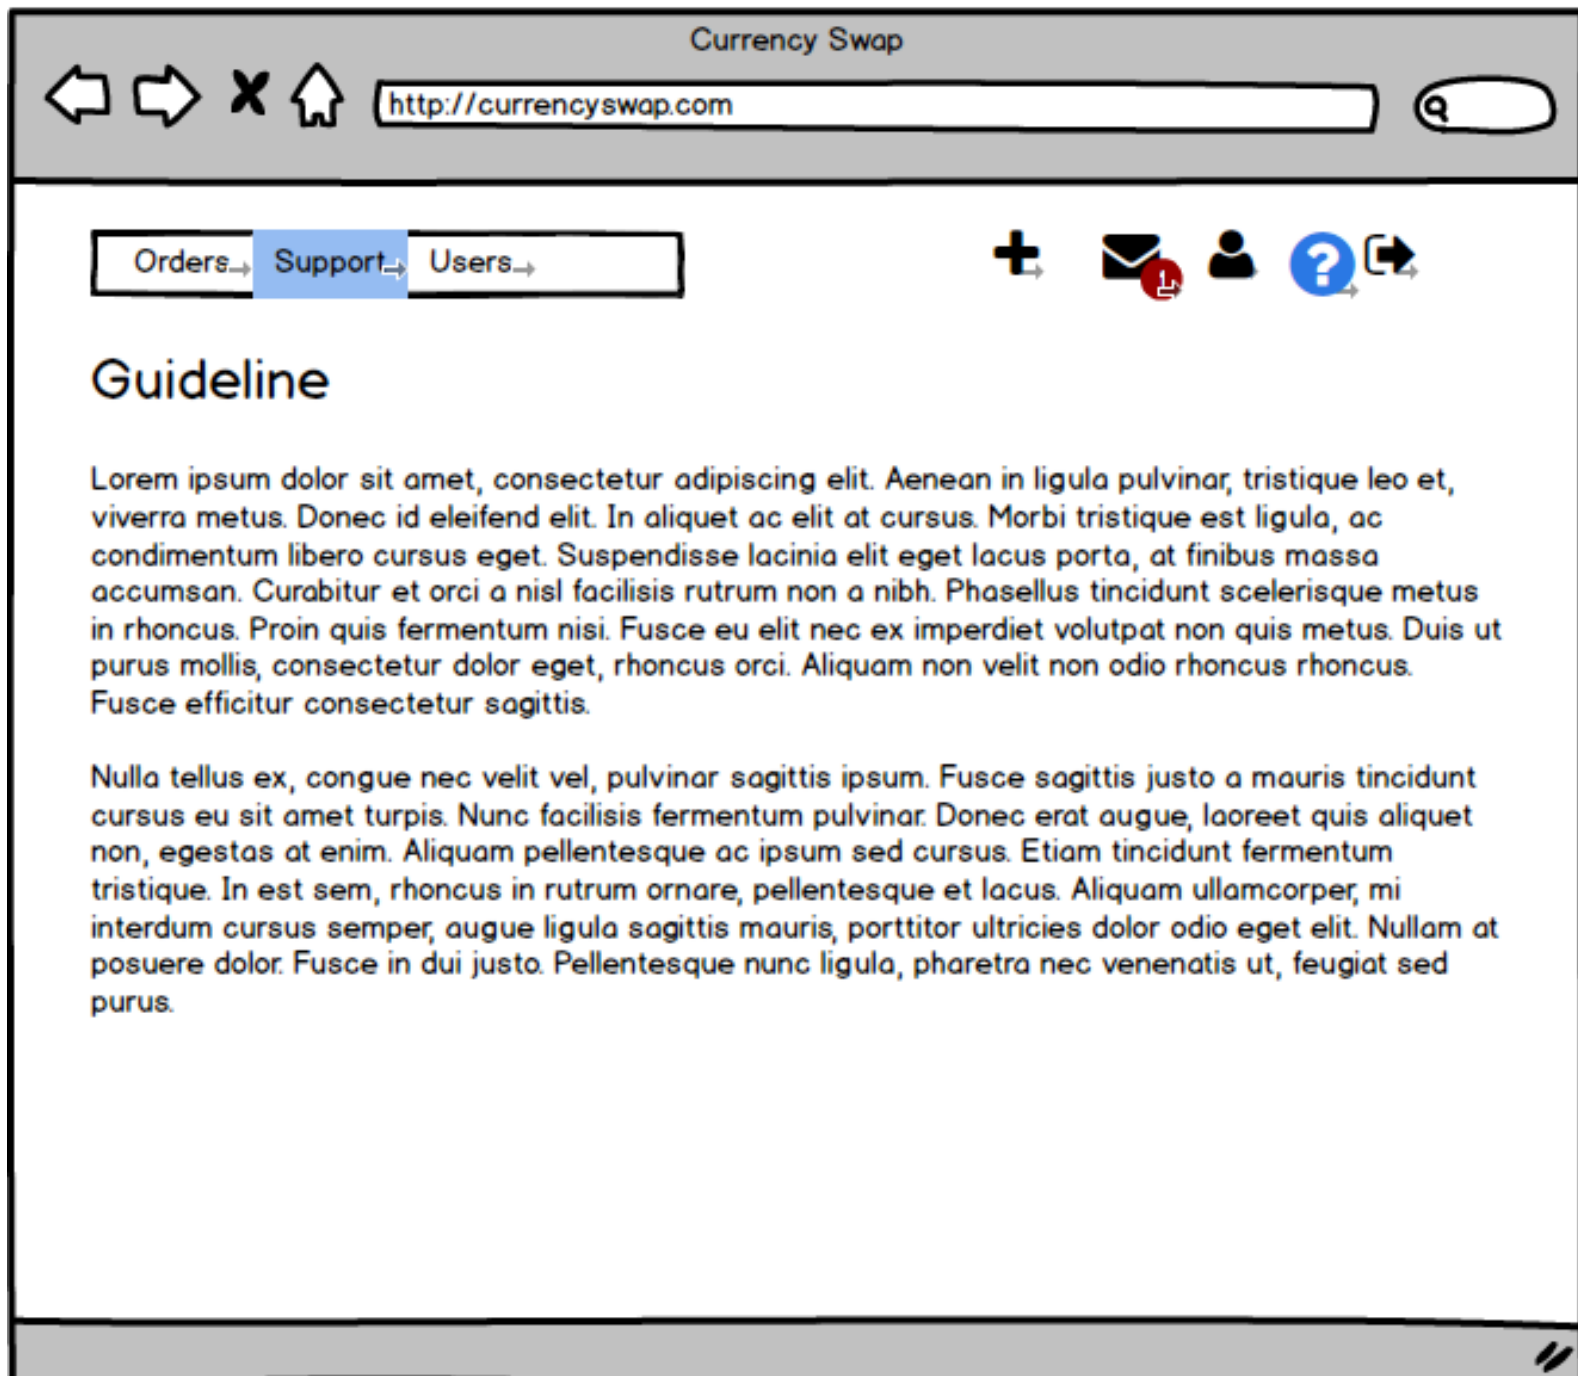 Currency Swap
http://currencyswap.com
Orders Support Users
1
?
Guideline
Lorem ipsum dolor sit amet, consectetur adipiscing elit. Aenean in ligula pulvinar, tristique leo et,
viverra metus. Donec id eleifend elit. In aliquet ac elit at cursus. Morbi tristique est ligula, ac
condimentum libero cursus eget. Suspendisse lacinia elit eget lacus porta, at finibus massa
accumsan. Curabitur et orci a nisl facilisis rutrum non a nibh. Phasellus tincidunt scelerisque metus
in rhoncus. Proin quis fermentum nisi. Fusce eu elit nec ex imperdiet volutpat non quis metus. Duis ut
purus mollis, consectetur dolor eget, rhoncus orci. Aliquam non velit non odio rhoncus rhoncus.
Fusce efficitur consectetur sagittis.
Nulla tellus ex, congue nec velit vel, pulvinar sagittis ipsum. Fusce sagittis justo a mauris tincidunt
cursus eu sit amet turpis. Nunc facilisis fermentum pulvinar. Donec erat augue, laoreet quis aliquet
non, egestas at enim. Aliquam pellentesque ac ipsum sed cursus. Etiam tincidunt fermentum
tristique. In est sem, rhoncus in rutrum ornare, pellentesque et lacus. Aliquam ullamcorper, mi
interdum cursus semper, augue ligula sagittis mauris, porttitor ultricies dolor odio eget elit. Nullam at
posuere dolor. Fusce in dui justo. Pellentesque nunc ligula, pharetra nec venenatis ut, feugiat sed
purus.